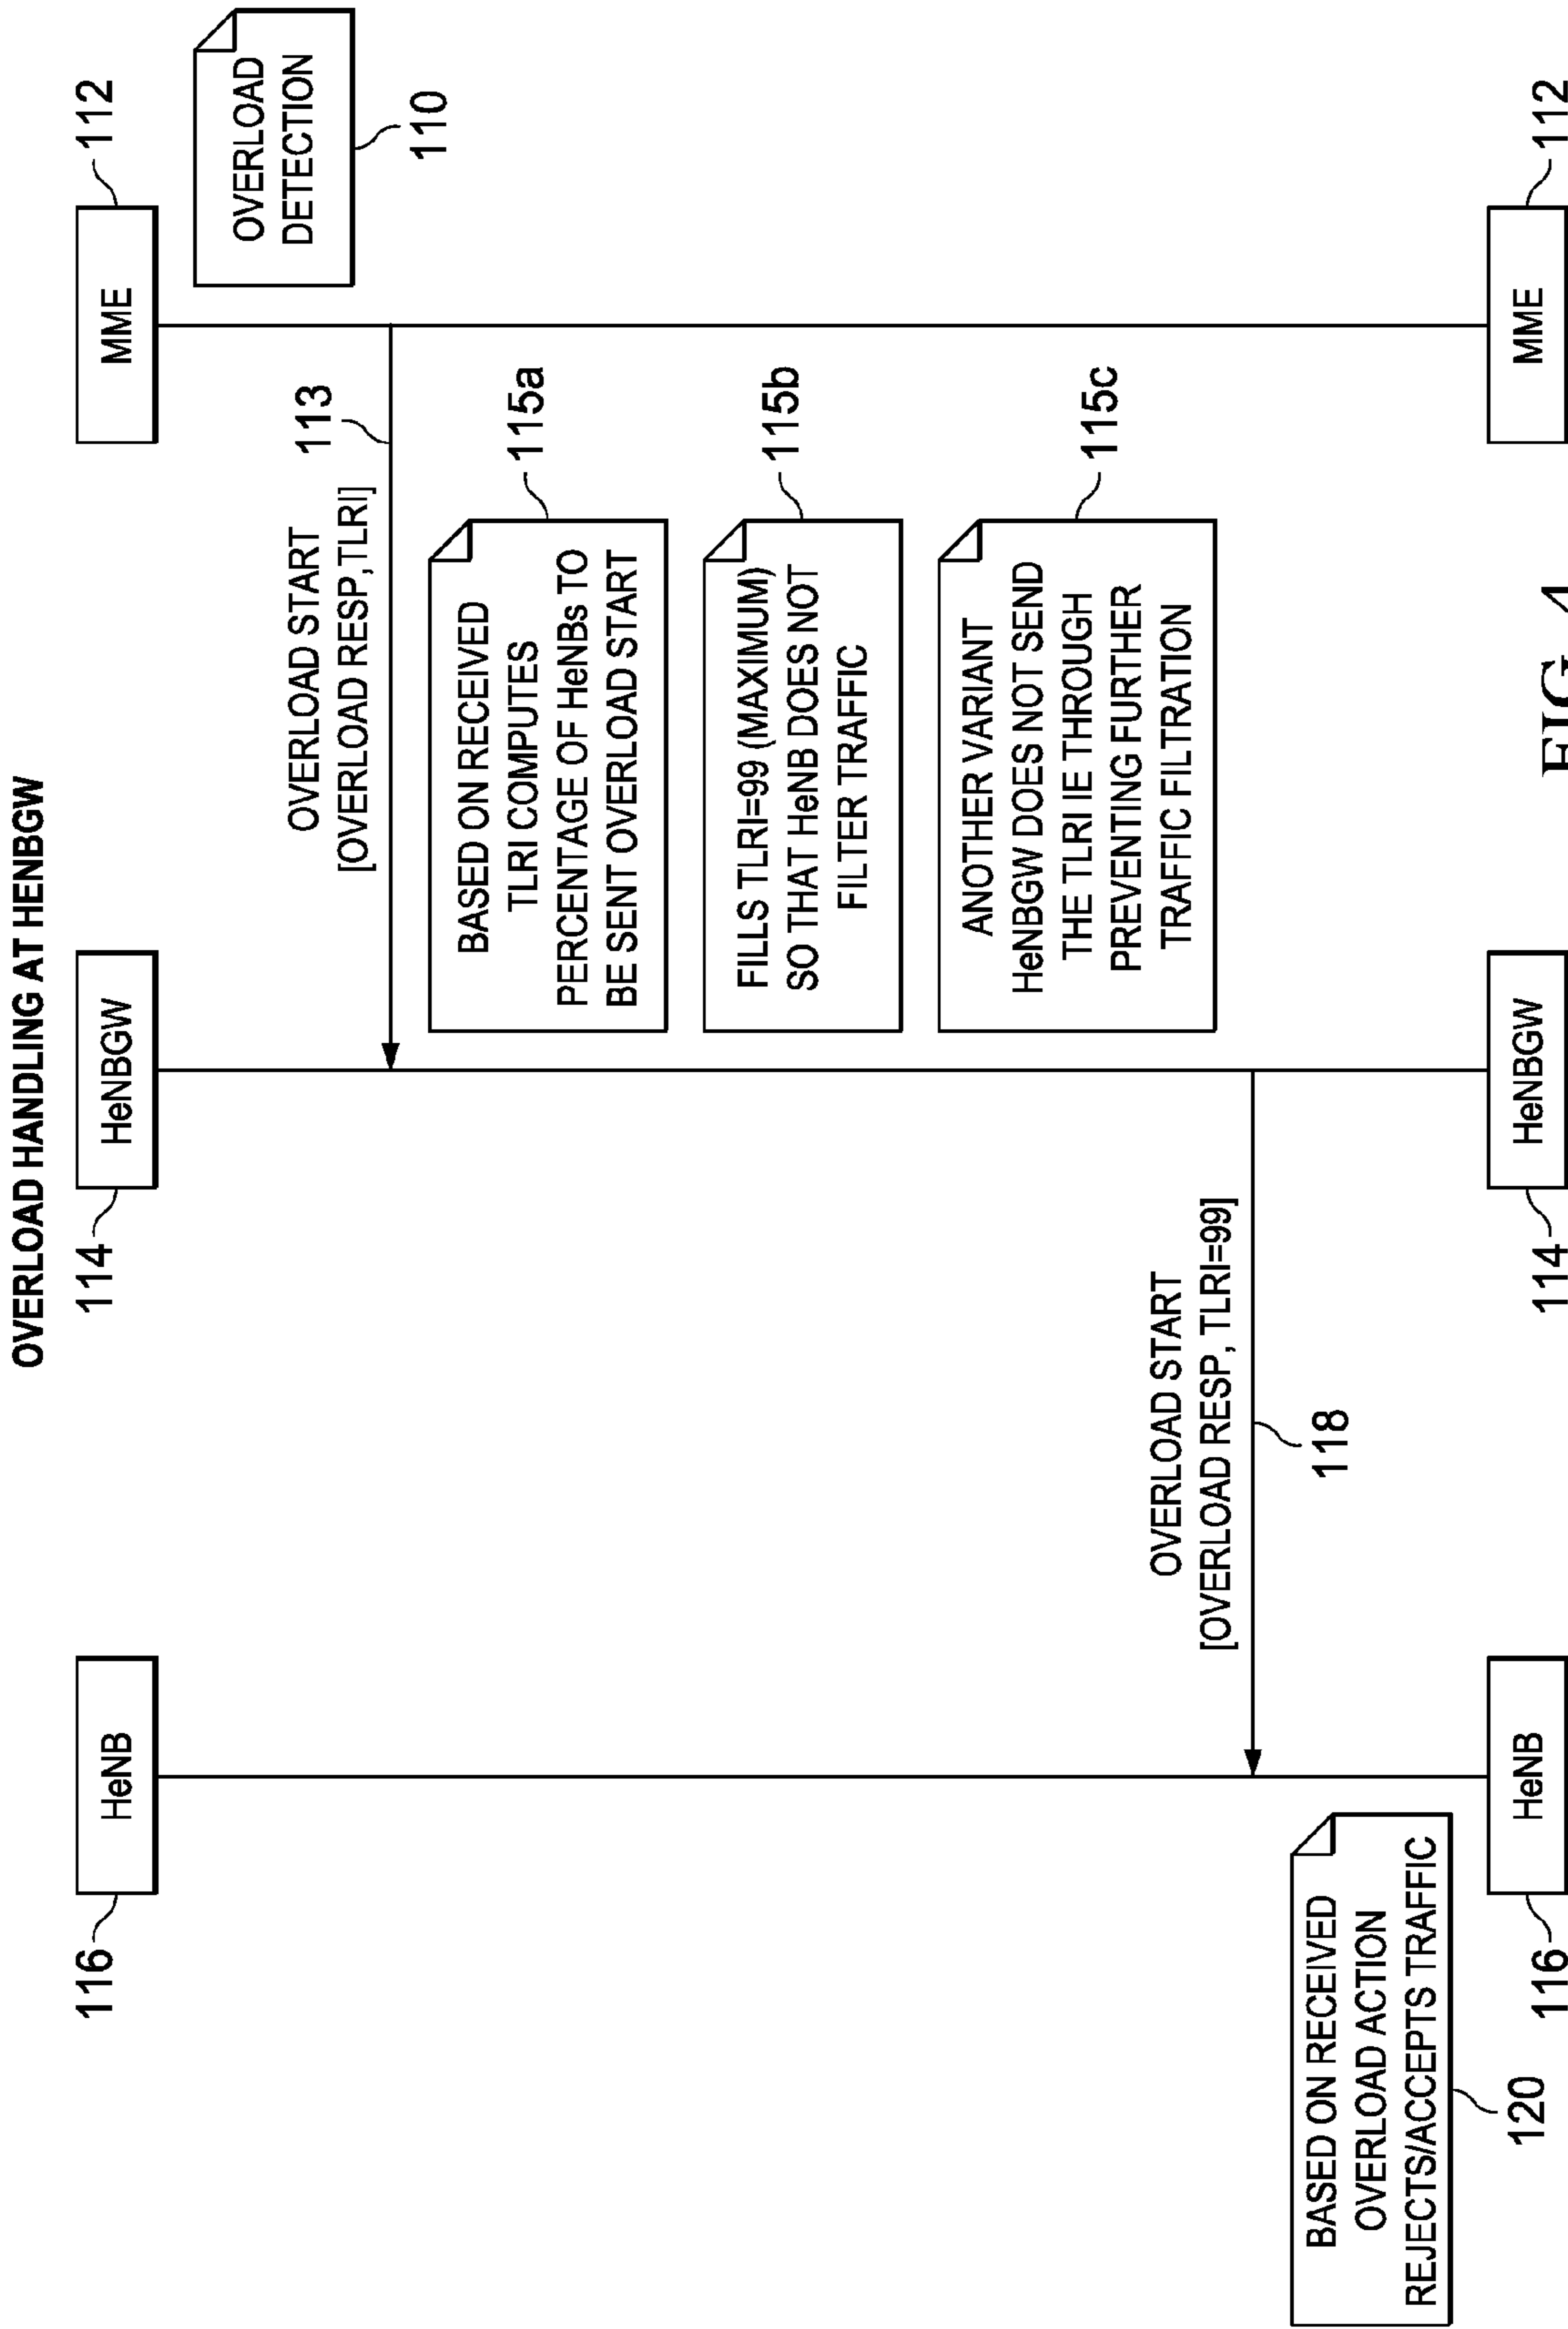 OVERLOAD HANDLING AT HENBGW
116
HeNB
114
HeNBGW
MME
112
OVERLOAD
DETECTION
110
OVERLOAD START
[OVERLOAD RESP,TLRI]
113
BASED ON RECEIVED
TLRI COMPUTES
PERCENTAGE OF HeNBs TO
BE SENT OVERLOAD START
115a
FILLS TLRI=99 (MAXIMUM)
SO THAT HeNB DOES NOT
FILTER TRAFFIC
115b
ANOTHER VARIANT
HeNBGW DOES NOT SEND
THE TLRI IE THROUGH
PREVENTING FURTHER
TRAFFIC FILTRATION
115c
OVERLOAD START
[OVERLOAD RESP, TLRI=99]
118
BASED ON RECEIVED
OVERLOAD ACTION
REJECTS/ACCEPTS TRAFFIC
120
116
HeNB
114
HeNBGW
MME
112
FIG. 4